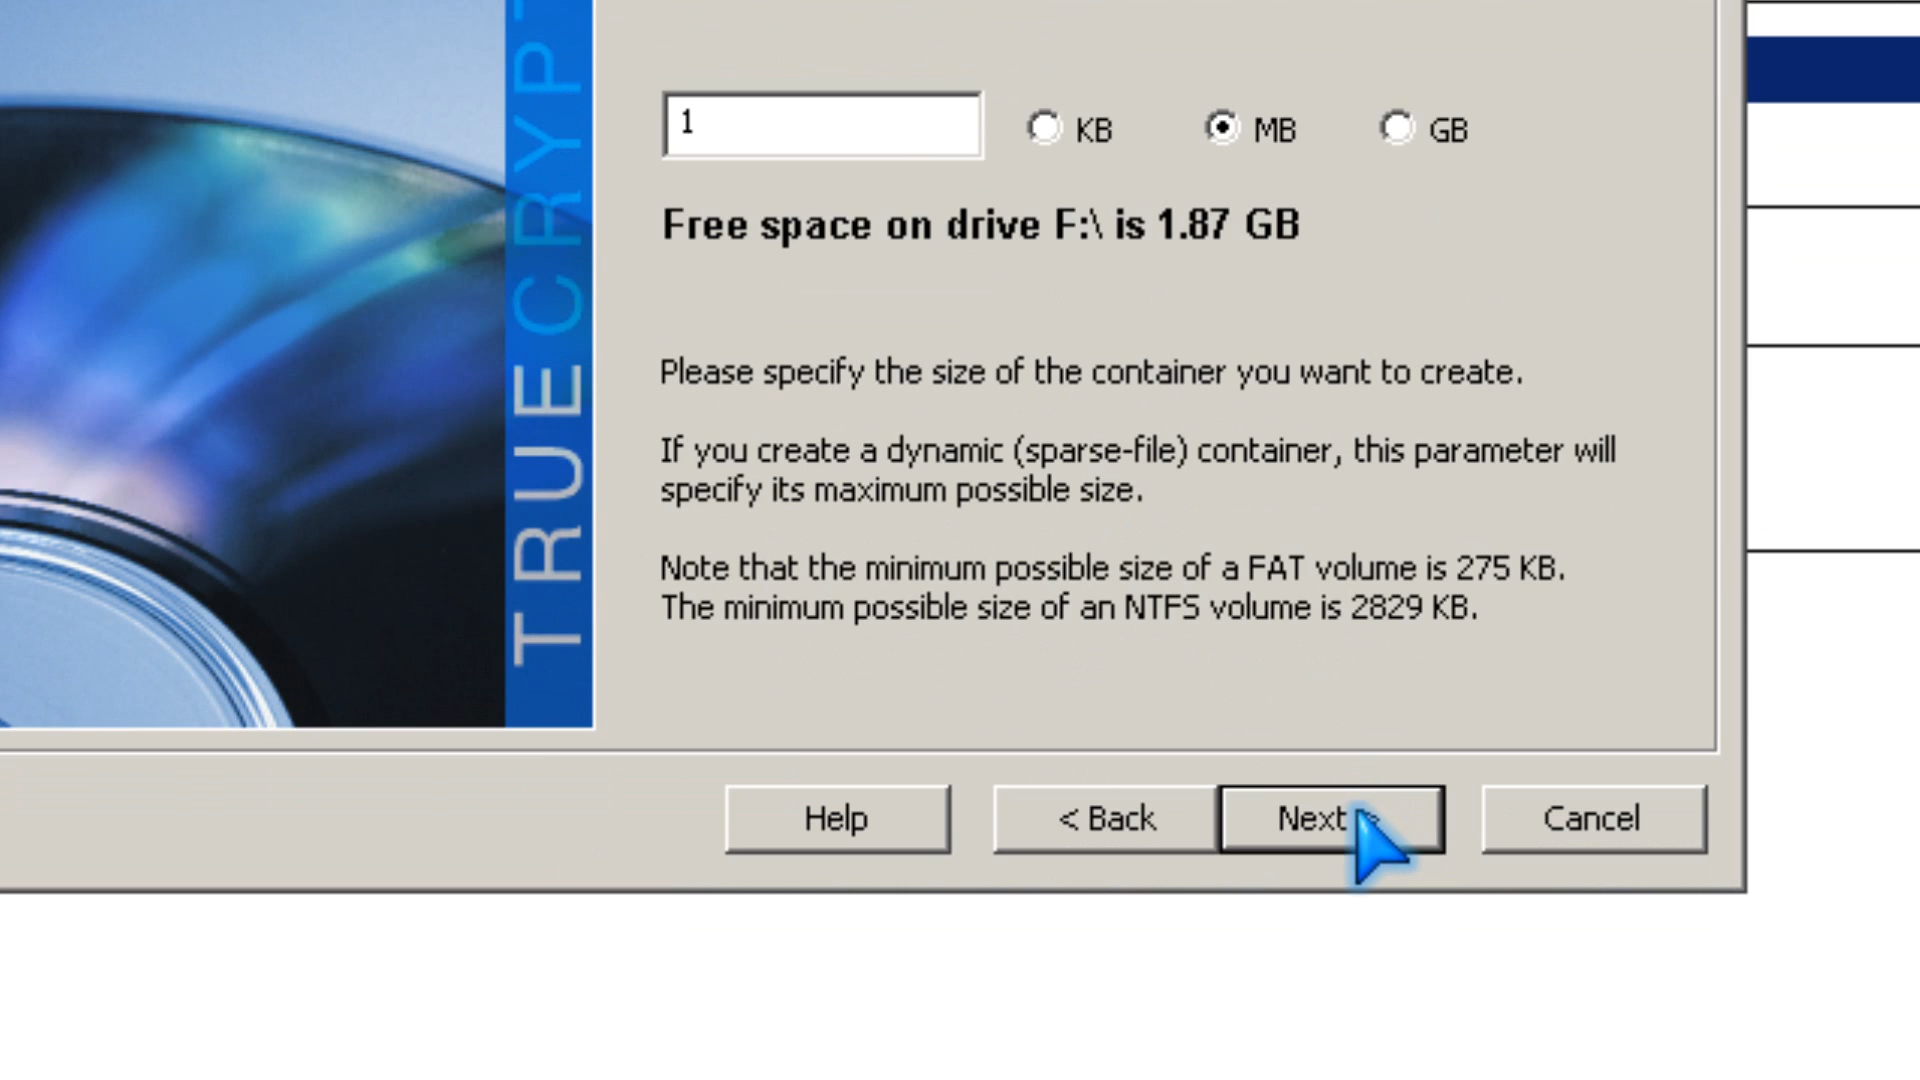 TRUECRYPT
1
KB
MB
GB
Free space on drive F:\ is 1.87 GB
Please specify the size of the container you want to create.
If you create a dynamic (sparse-file) container, this parameter will
specify its maximum possible size.
Note that the minimum possible size of a FAT volume is 275 KB.
The minimum possible size of an NTFS volume is 2829 KB.
Help
< Back
Next >
Cancel